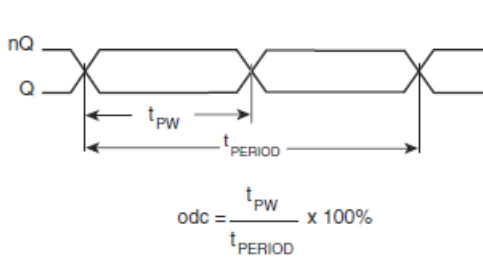 nQ
Q
tPW
tPERIOD
odc = tPW / tPERIOD x 100%